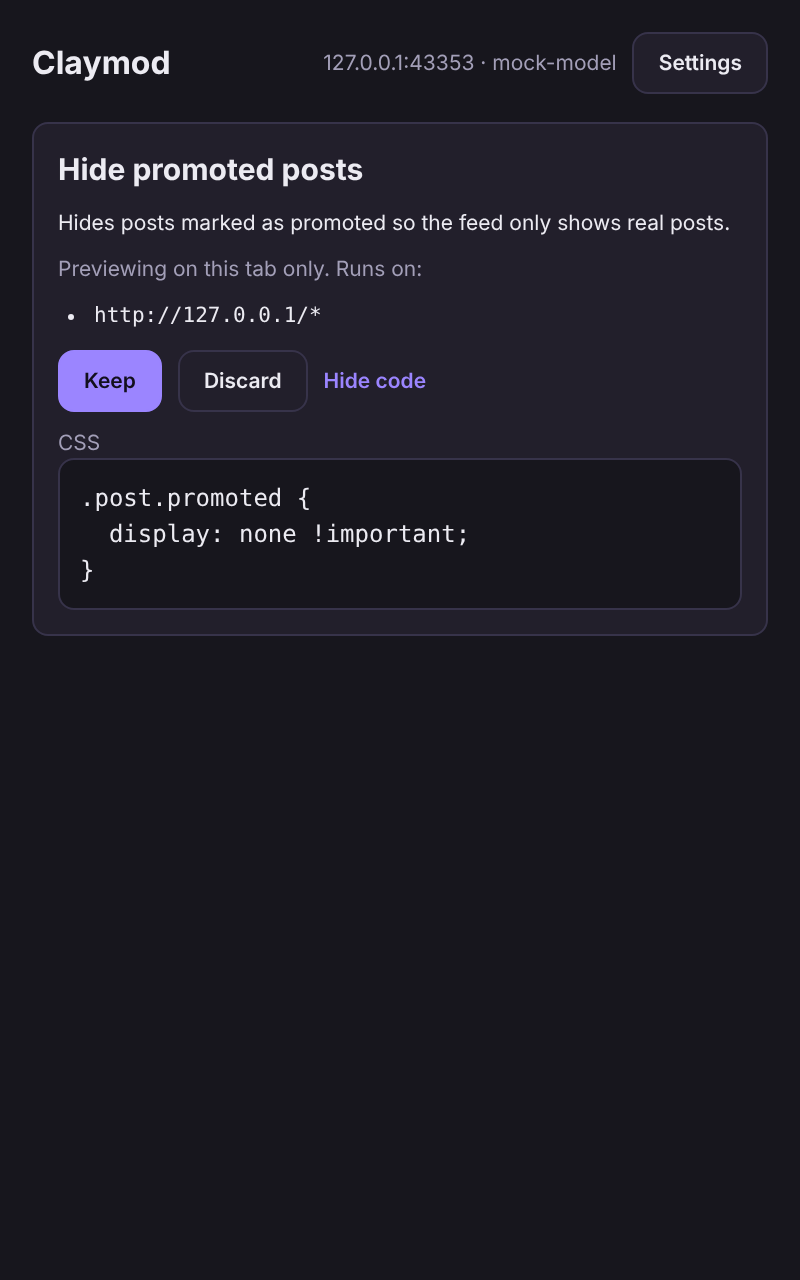 Claymod
127.0.0.1:43353 · mock-model
Settings
Hide promoted posts
Hides posts marked as promoted so the feed only shows real posts.
Previewing on this tab only. Runs on:
• http://127.0.0.1/*
Keep
Discard
Hide code
CSS
.post.promoted {
  display: none !important;
}